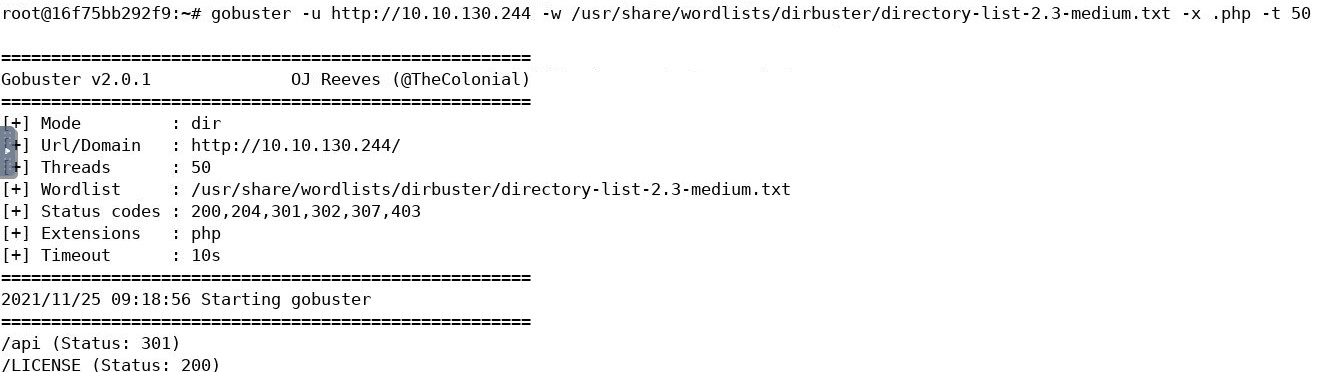 root@16f75bb292f9:~# gobuster -u http://10.10.130.244 -w /usr/share/wordlists/dirbuster/directory-list-2.3-medium.txt -x .php -t 50
=====================================================
Gobuster v2.0.1              OJ Reeves (@TheColonial)
=====================================================
[+] Mode         : dir
[+] Url/Domain   : http://10.10.130.244/
[+] Threads      : 50
[+] Wordlist     : /usr/share/wordlists/dirbuster/directory-list-2.3-medium.txt
[+] Status codes : 200,204,301,302,307,403
[+] Extensions   : php
[+] Timeout      : 10s
=====================================================
2021/11/25 09:18:56 Starting gobuster
=====================================================
/api (Status: 301)
/LICENSE (Status: 200)